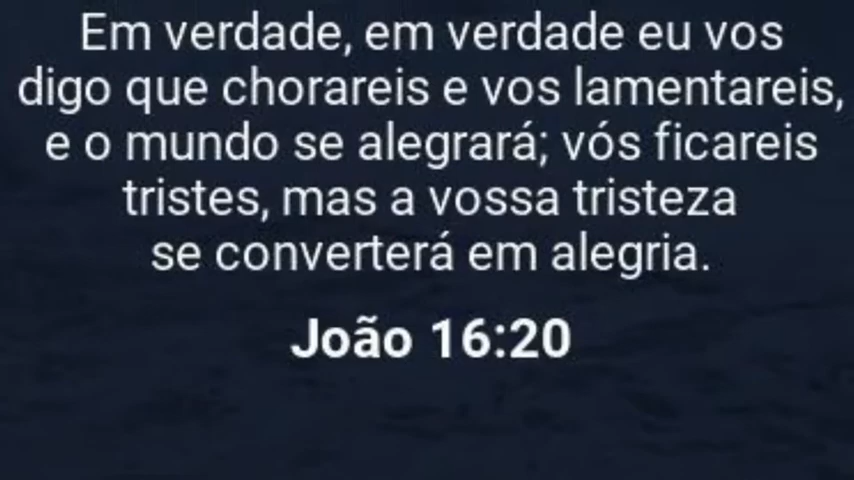 Em verdade, em verdade eu vos
digo que chorareis e vos lamentareis,
e o mundo se alegrará; vós ficareis
tristes, mas a vossa tristeza
se converterá em alegria.
João 16:20